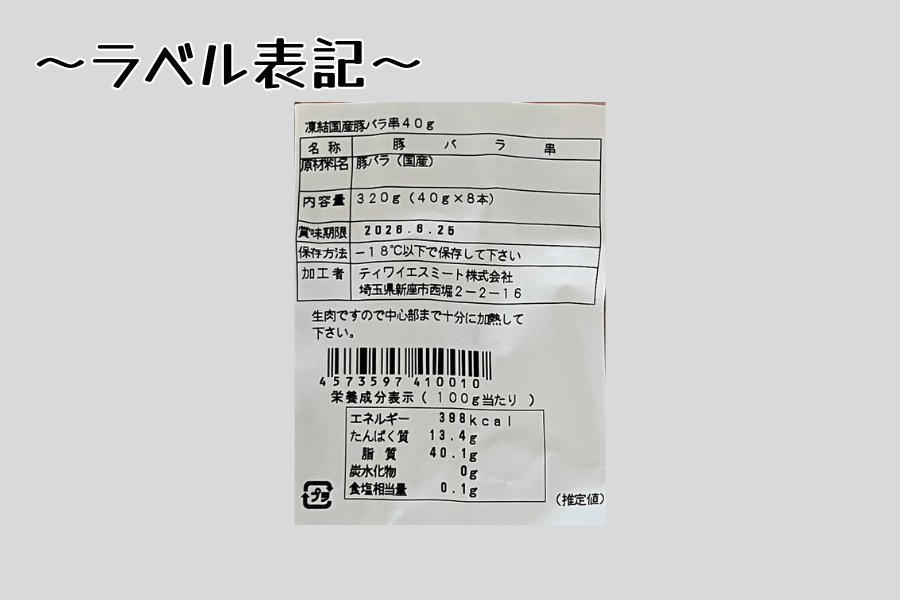 ～ラベル表記～
凍結国産豚バラ串４０ｇ
名称 豚バラ串
原材料名 豚バラ（国産）
内容量 ３２０ｇ（４０ｇ×８本）
賞味期限 2026.6.25
保存方法 －１８℃以下で保存して下さい
加工者 ティワイエスミート株式会社
埼玉県新座市西堀２－２－１６
生肉ですので中心部まで十分に加熱して
下さい。
4573597410010
栄養成分表示（１００ｇ当たり）
エネルギー 398ｋｃａｌ
たんぱく質 13.4ｇ
脂質 40.1ｇ
炭水化物 0ｇ
食塩相当量 0.1ｇ
プラ
（推定値）